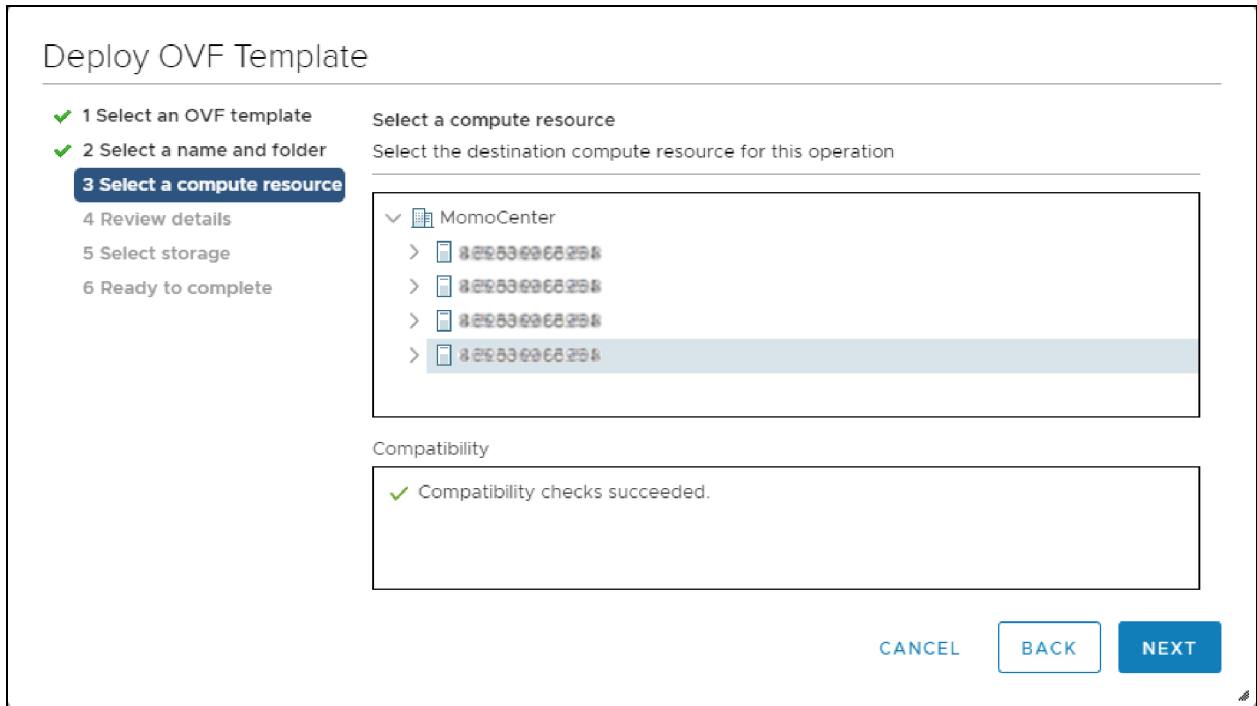 Deploy OVF Template
1 Select an OVF template
2 Select a name and folder
3 Select a compute resource
4 Review details
5 Select storage
6 Ready to complete
Select a compute resource
Select the destination compute resource for this operation
MomoCenter
Compatibility
Compatibility checks succeeded.
CANCEL
BACK
NEXT